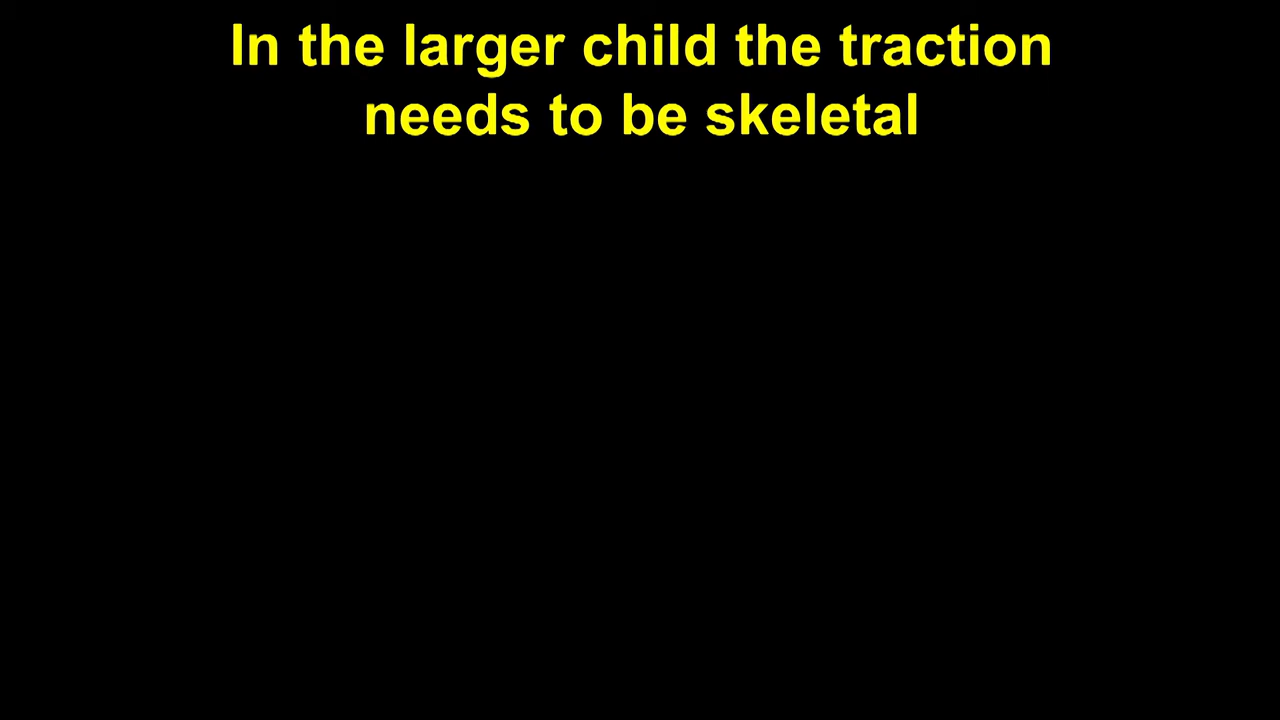 In the larger child the traction
needs to be skeletal